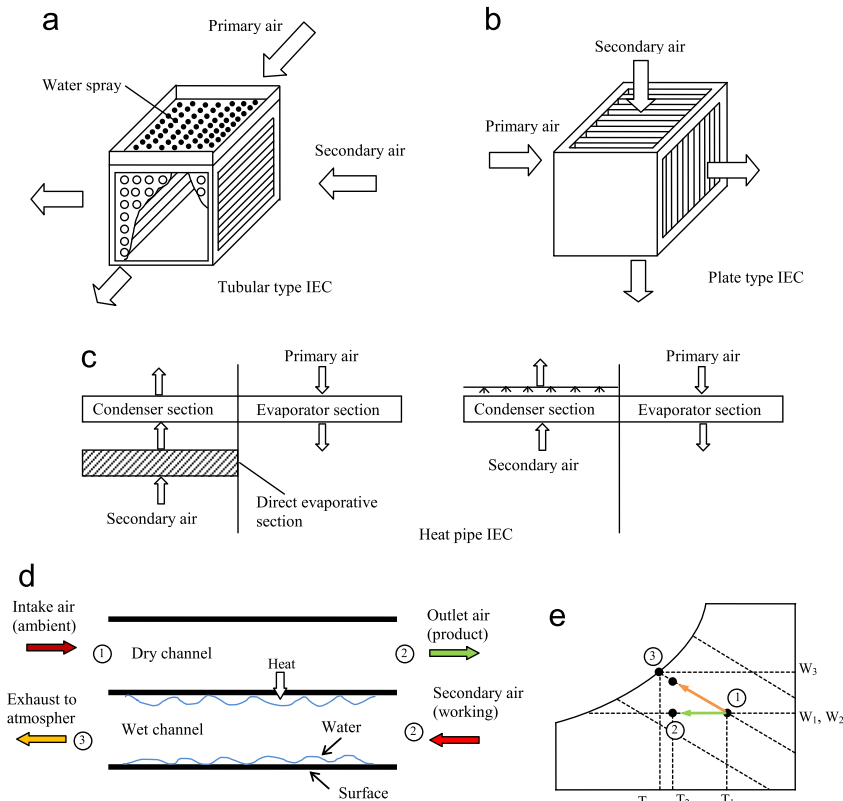 a
Primary air
Water spray
Secondary air
Tubular type IEC
b
Secondary air
Primary air
Plate type IEC
c
Primary air
Condenser section
Evaporator section
Secondary air
Direct evaporative
section
Primary air
Condenser section
Evaporator section
Secondary air
Heat pipe IEC
d
Intake air
(ambient)
1
Dry channel
2
Outlet air
(product)
Heat
Exhaust to
atmospher
3
Wet channel
Water
2
Secondary air
(working)
Surface
e
3
1
2
W3
W1, W2